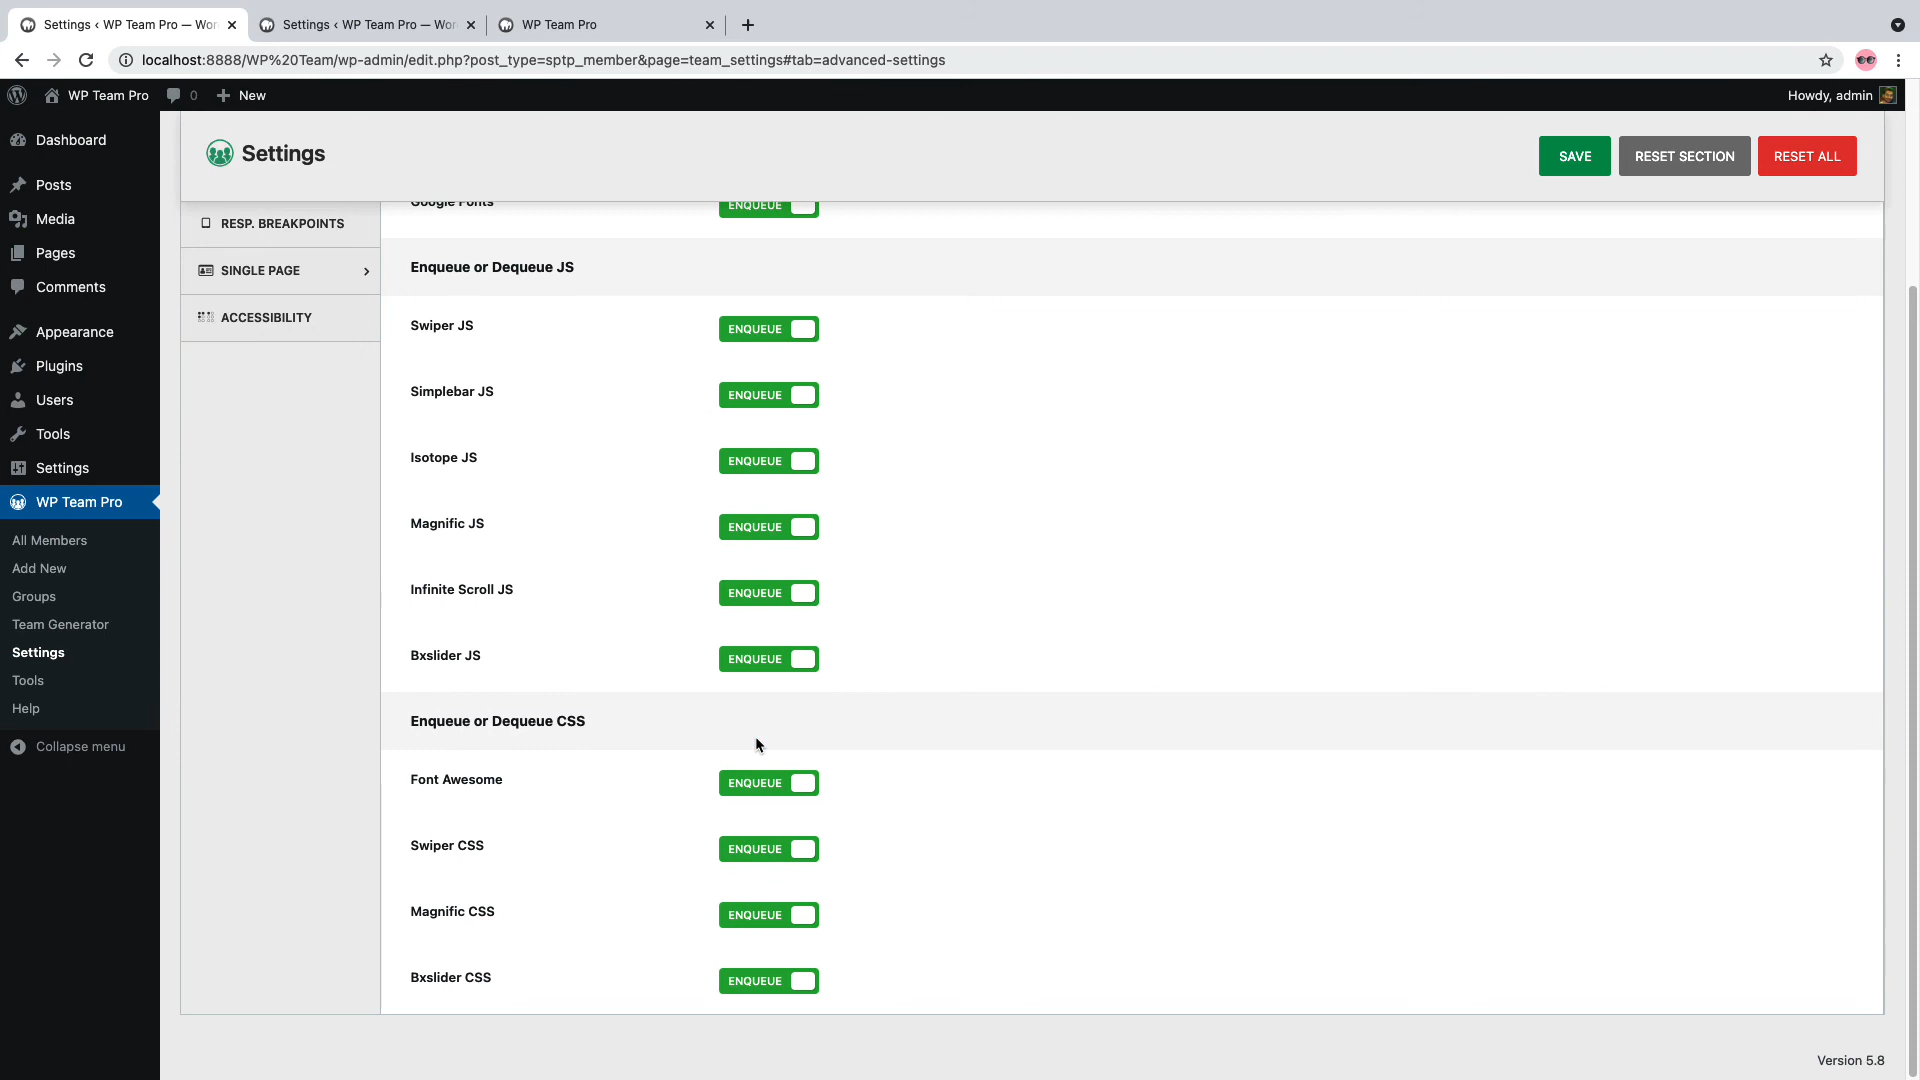 Settings ‹ WP Team Pro — Wor
Settings ‹ WP Team Pro — Wor
WP Team Pro
localhost:8888/WP%20Team/wp-admin/edit.php?post_type=sptp_member&page=team_settings#tab=advanced-settings
WP Team Pro
0
New
Howdy, admin
Dashboard
Posts
Media
Pages
Comments
Appearance
Plugins
Users
Tools
Settings
WP Team Pro
All Members
Add New
Groups
Team Generator
Settings
Tools
Help
Collapse menu
Settings
SAVE
RESET SECTION
RESET ALL
RESP. BREAKPOINTS
SINGLE PAGE
ACCESSIBILITY
Google Fonts
ENQUEUE
Enqueue or Dequeue JS
Swiper JS
ENQUEUE
Simplebar JS
ENQUEUE
Isotope JS
ENQUEUE
Magnific JS
ENQUEUE
Infinite Scroll JS
ENQUEUE
Bxslider JS
ENQUEUE
Enqueue or Dequeue CSS
Font Awesome
ENQUEUE
Swiper CSS
ENQUEUE
Magnific CSS
ENQUEUE
Bxslider CSS
ENQUEUE
Version 5.8